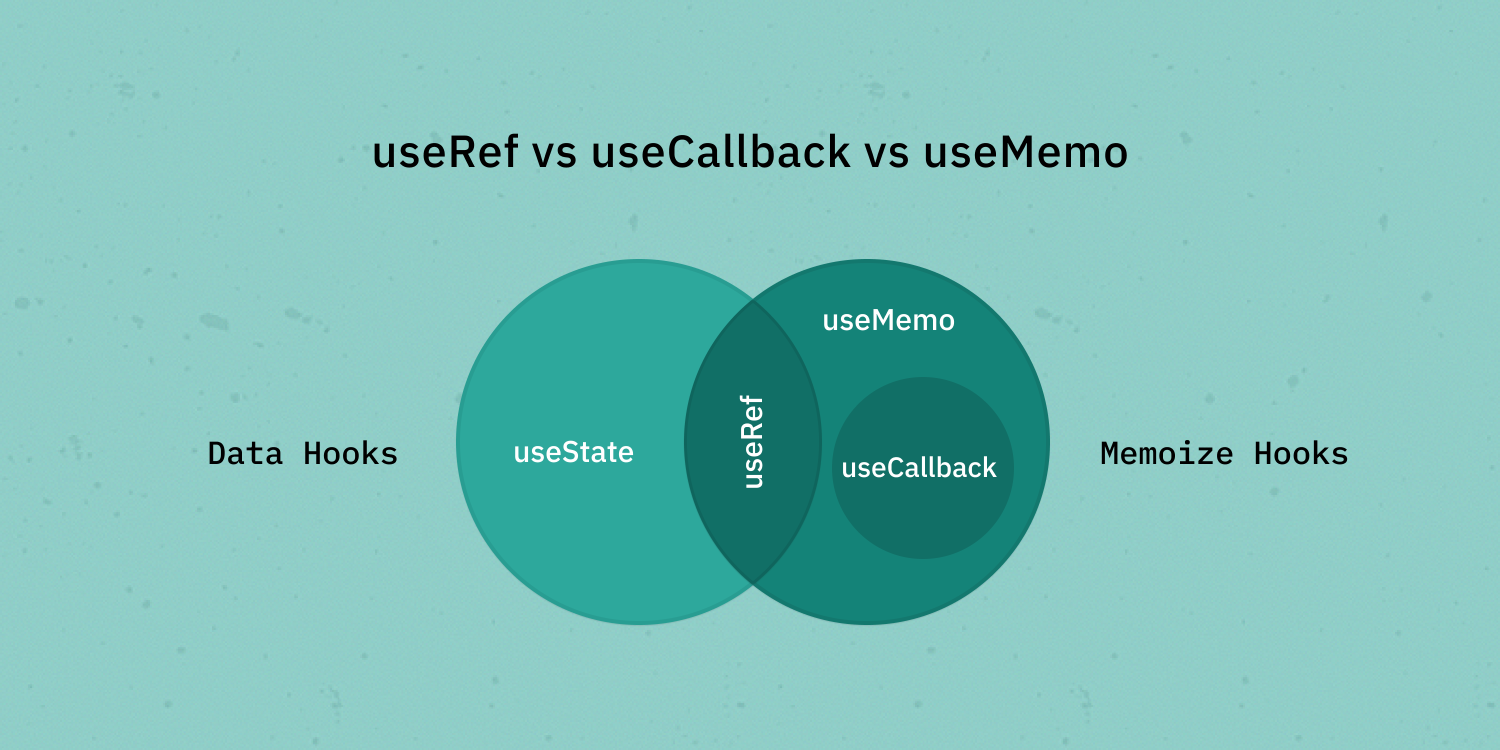 useRef vs useCallback vs useMemo
useMemo
Data Hooks
useState
useRef
useCallback
Memoize Hooks